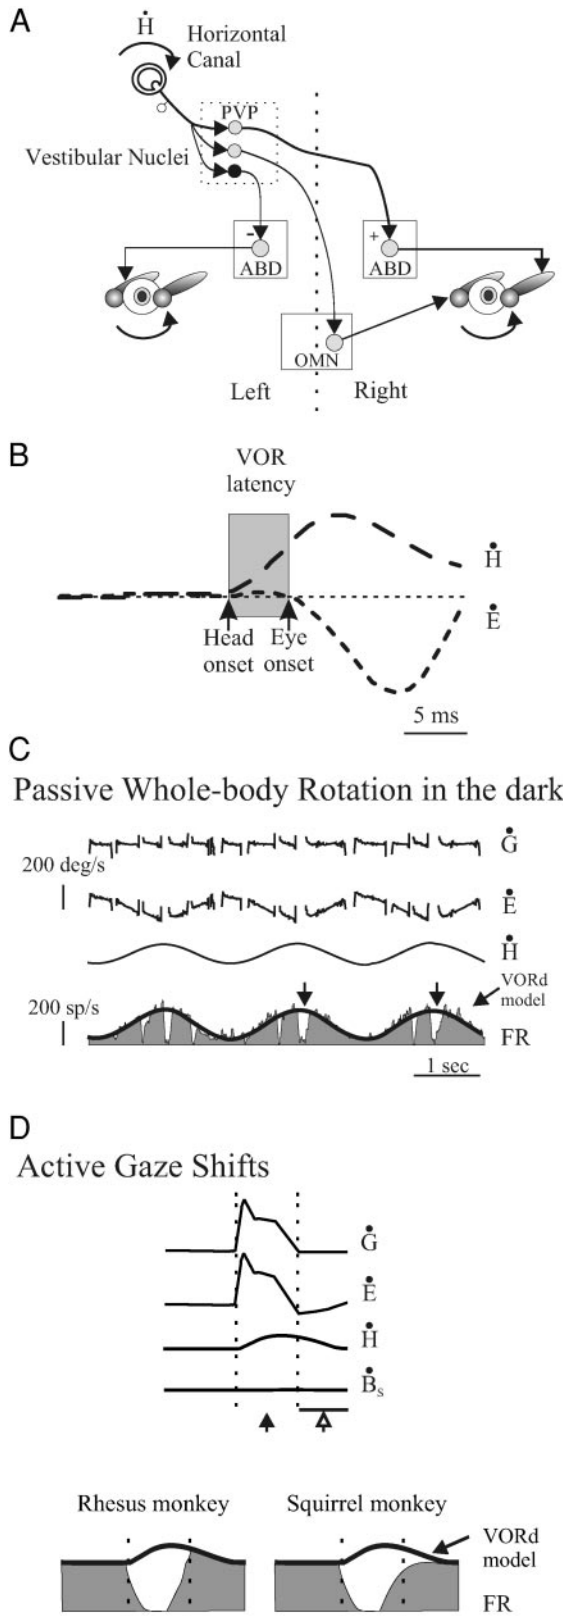 A
Ḣ
Horizontal
Canal
PVP
Vestibular Nuclei
-
ABD
+
ABD
OMN
Left
Right
B
VOR
latency
Ḣ
Ė
Head
onset
Eye
onset
5 ms
C
Passive Whole-body Rotation in the dark
Ġ
200 deg/s
Ė
Ḣ
VORd
model
200 sp/s
FR
1 sec
D
Active Gaze Shifts
Ġ
Ė
Ḣ
Ḃs
Rhesus monkey
Squirrel monkey
VORd
model
FR